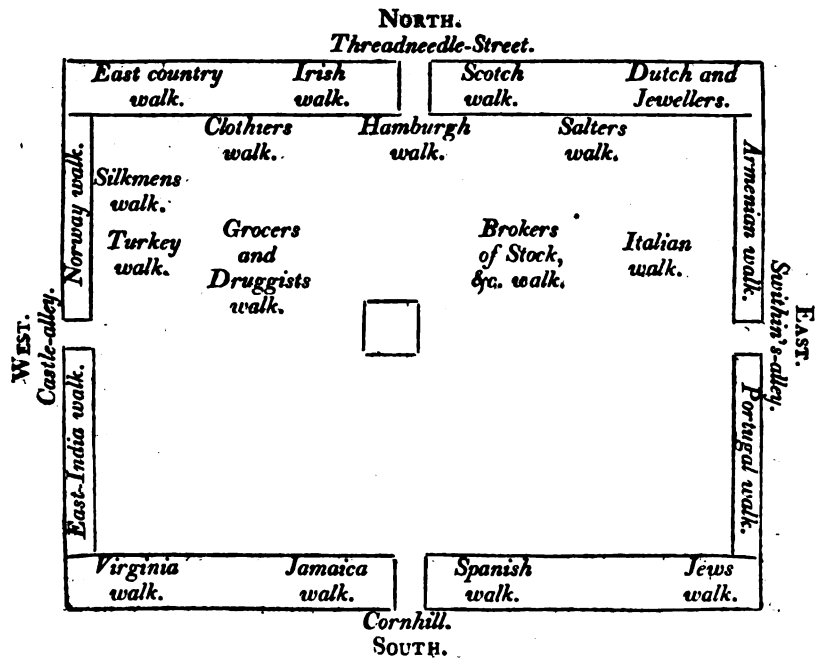 NORTH.
Threadneedle-Street.
East country
walk.
Irish
walk.
Scotch
walk.
Dutch and
Jewellers.
Clothiers
walk.
Hamburgh
walk.
Salters
walk.
Norway walk.
Silkmens
walk.
Turkey
walk.
Grocers
and
Druggists
walk.
Brokers
of Stock,
&c. walk.
Italian
walk.
Armenian walk.
WEST.
Castle-alley.
EAST.
Swithin's-alley.
East-India walk.
Portugal walk.
Virginia
walk.
Jamaica
walk.
Spanish
walk.
Jews
walk.
Cornhill.
SOUTH.